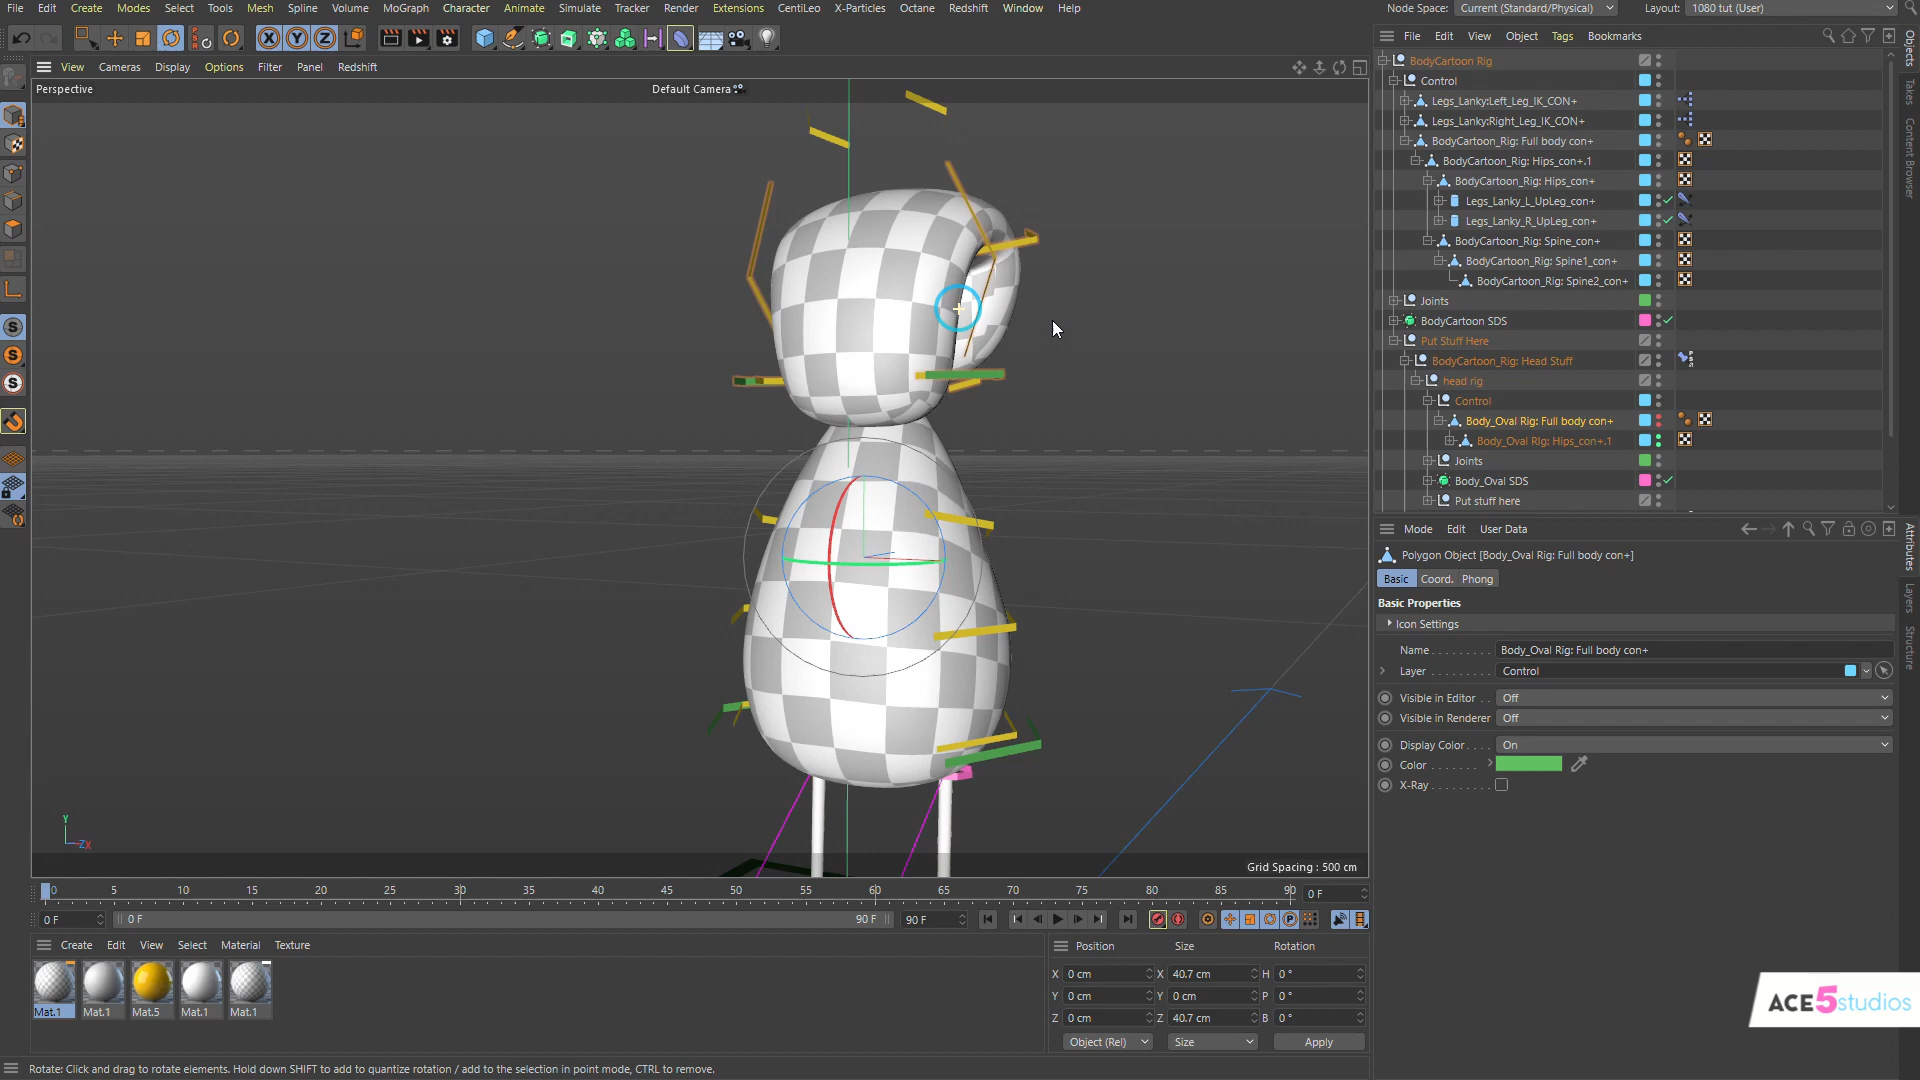 File Edit Create Modes Select Tools Mesh Spline Volume MoGraph Character Animate Simulate Tracker Render Extensions CentiLeo X-Particles Octane Redshift Window Help
Node Space: Current (Standard/Physical) Layout: 1080 tut (User)
View Cameras Display Options Filter Panel Redshift
Perspective
Default Camera
Grid Spacing : 500 cm
Y
ZX
File Edit View Object Tags Bookmarks
BodyCartoon Rig
Control
Legs_Lanky:Left_Leg_IK_CON+
Legs_Lanky:Right_Leg_IK_CON+
BodyCartoon_Rig: Full body con+
BodyCartoon_Rig: Hips_con+.1
BodyCartoon_Rig: Hips_con+
Legs_Lanky_L_UpLeg_con+
Legs_Lanky_R_UpLeg_con+
BodyCartoon_Rig: Spine_con+
BodyCartoon_Rig: Spine1_con+
BodyCartoon_Rig: Spine2_con+
Joints
BodyCartoon SDS
Put Stuff Here
BodyCartoon_Rig: Head Stuff
head rig
Control
Body_Oval Rig: Full body con+
Body_Oval RIg: Hips_con+.1
Joints
Body_Oval SDS
Put stuff here
Objects
Takes
Content Browser
Mode Edit User Data
Polygon Object [Body_Oval Rig: Full body con+]
Basic Coord. Phong
Basic Properties
Icon Settings
Name . . . . . . . . . Body_Oval Rig: Full body con+
Layer . . . . . . . . . . Control
Visible in Editor . . Off
Visible in Renderer Off
Display Color . . . . On
Color . . . . . . .
X-Ray . . . . . . . . .
Attributes
Layers
Structure
0 5 10 15 20 25 30 35 40 45 50 55 60 65 70 75 80 85 90 0 F
0 F 0 F 90 F 90 F
Create Edit View Select Material Texture
Mat.1 Mat.1 Mat.5 Mat.1 Mat.1
Position Size Rotation
X 0 cm X 40.7 cm H 0 °
Y 0 cm Y 0 cm P 0 °
Z 0 cm Z 40.7 cm B 0 °
Object (Rel) Size Apply
ACE5studios
Rotate: Click and drag to rotate elements. Hold down SHIFT to add to quantize rotation / add to the selection in point mode, CTRL to remove.